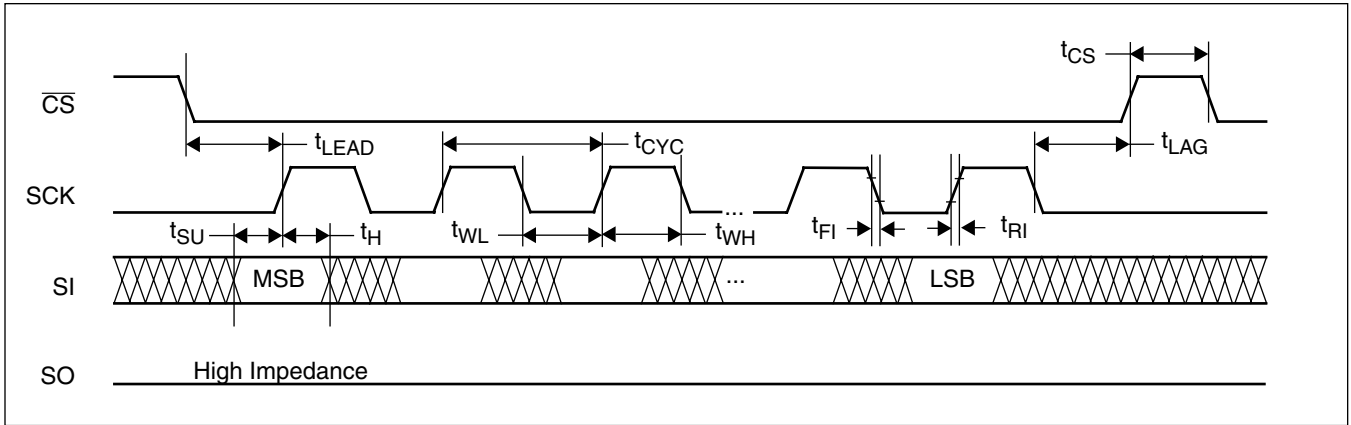 tCS
CS
tLEAD
tCYC
tLAG
SCK
...
tSU
tH
tWL
tWH
tFI
tRI
SI
MSB
...
LSB
SO
High Impedance